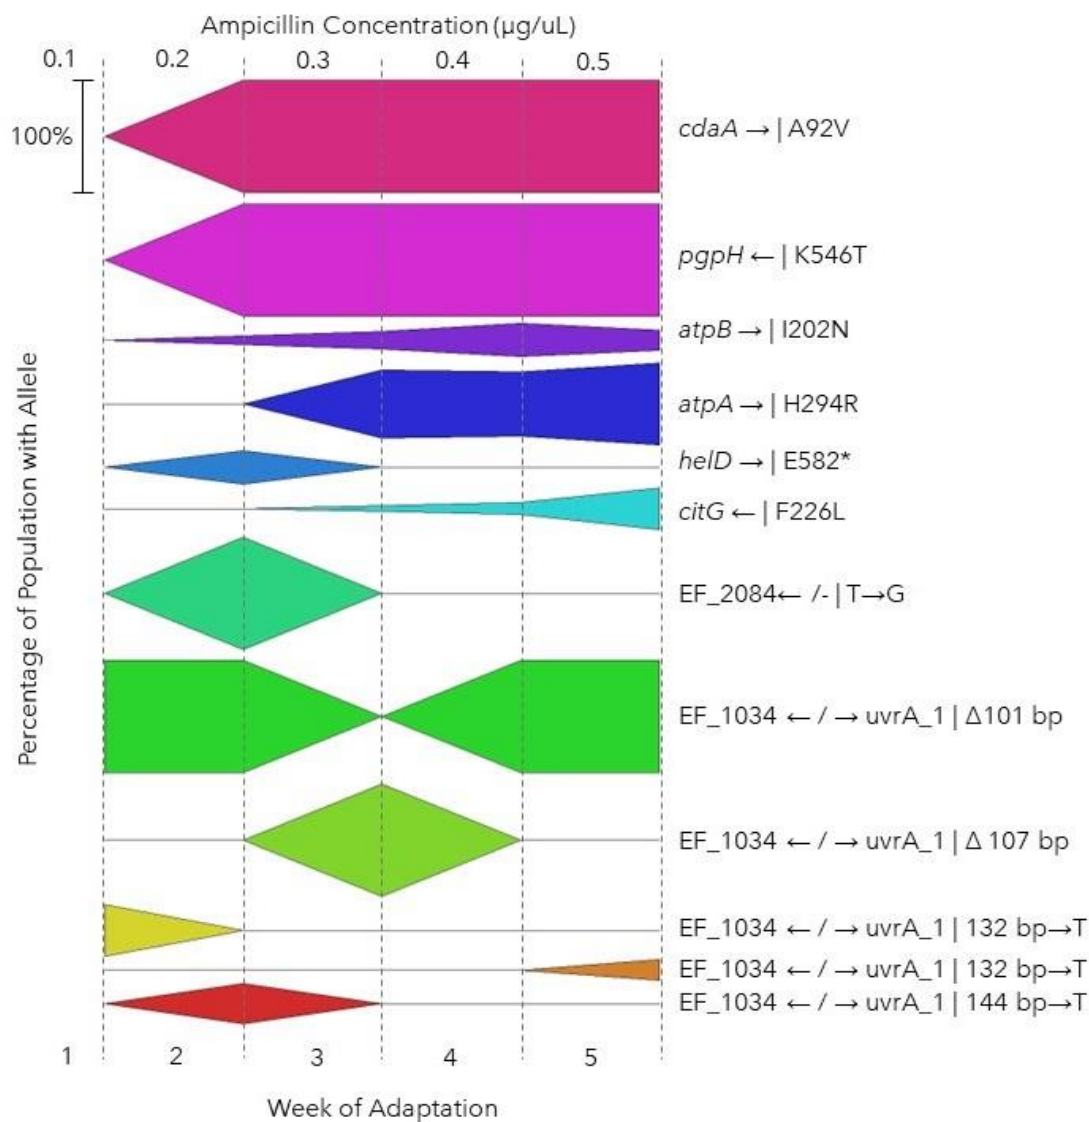 Ampicillin Concentration (µg/uL)
0.1 0.2 0.3 0.4 0.5
100%
cdaA → | A92V
pgpH ← | K546T
atpB → | I202N
atpA → | H294R
helD → | E582*
citG ← | F226L
EF_2084← /- | T→G
EF_1034 ← / → uvrA_1 | Δ101 bp
EF_1034 ← / → uvrA_1 | Δ 107 bp
EF_1034 ← / → uvrA_1 | 132 bp→T
EF_1034 ← / → uvrA_1 | 132 bp→T
EF_1034 ← / → uvrA_1 | 144 bp→T
Percentage of Population with Allele
1 2 3 4 5
Week of Adaptation